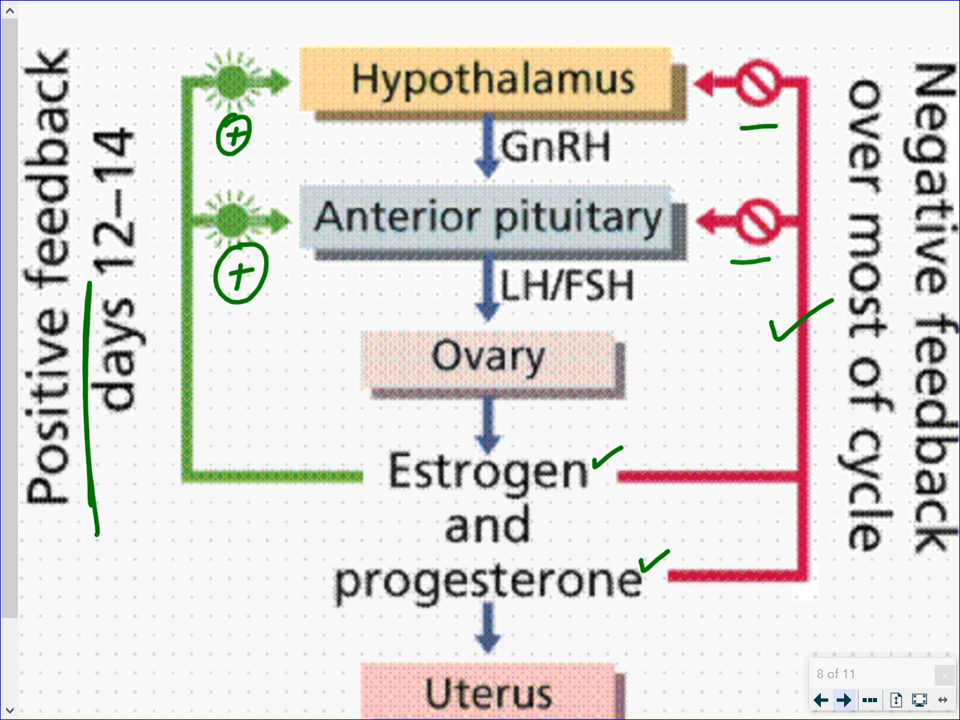 Positive feedback
days 12–14
Hypothalamus
+
GnRH
Anterior pituitary
+
LH/FSH
Ovary
Estrogen
and
progesterone
Uterus
Negative feedback
over most of cycle
8 of 11